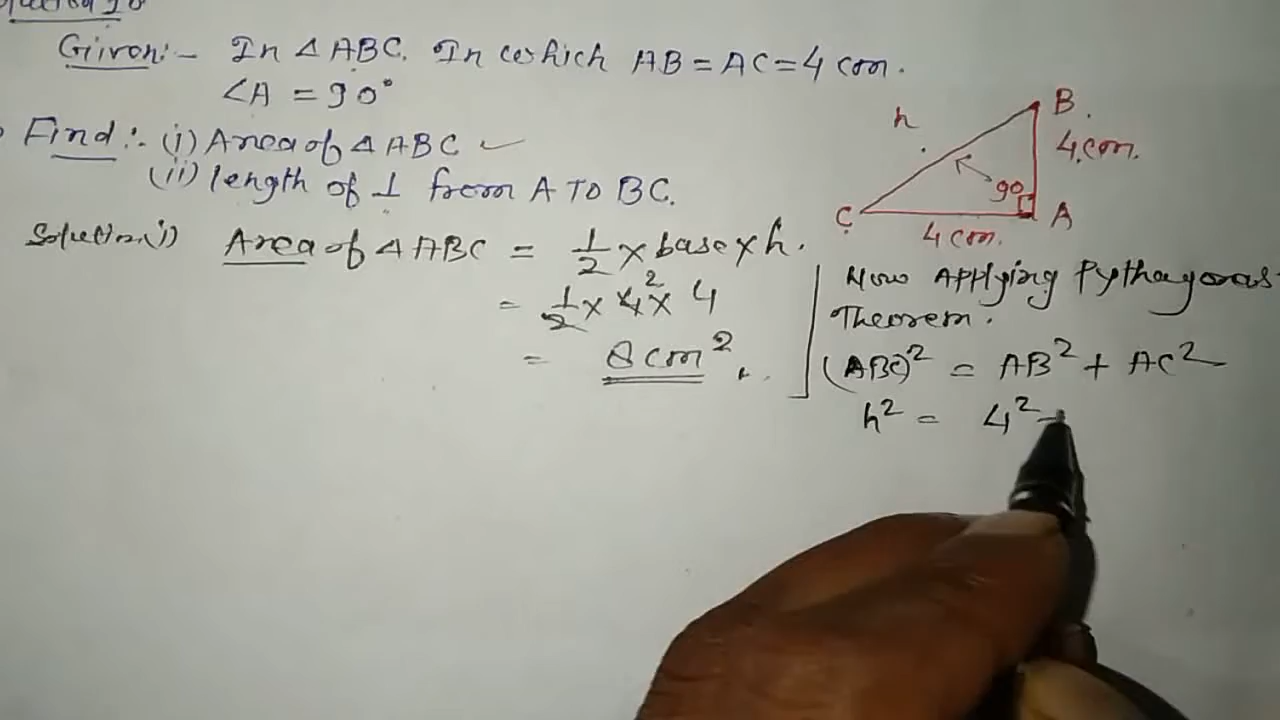 Given:- In △ABC. In which AB = AC = 4 cm.
∠A = 90°
Find:- (i) Area of △ABC
(ii) length of ⊥ from A TO BC.
h
B.
4 cm.
90
C
A
4 cm.
Solution(i) Area of △ABC = 1/2 × base × h.
= 1/2 × 4 × 4
2
= 8 cm²
Now Applying Pythagoras
Theorem.
(ABC)² = AB² + AC²
h² = 4²